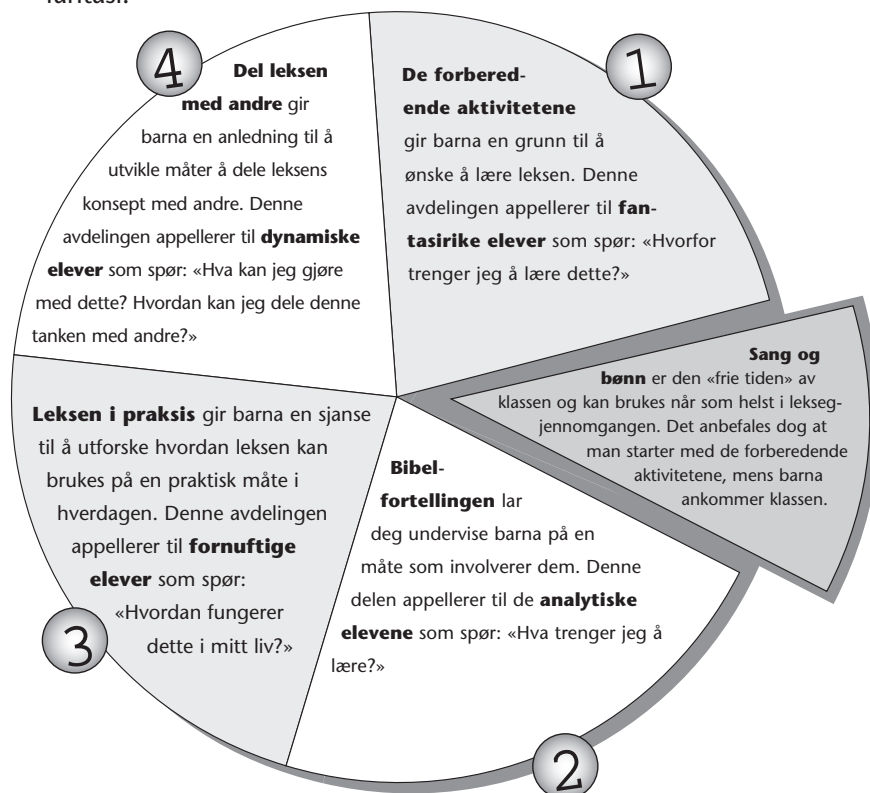 1
De forbered-
ende aktivitetene
gir barna en grunn til å
ønske å lære leksen. Denne
avdelingen appellerer til fan-
tasirike elever som spør: «Hvorfor
trenger jeg å lære dette?»
Sang og
bønn er den «frie tiden» av
klassen og kan brukes når som helst i lekseg-
jennomgangen. Det anbefales dog at
man starter med de forberedende
aktivitetene, mens barna
ankommer klassen.
2
Bibel-
fortellingen lar
deg undervise barna på en
måte som involverer dem. Denne
delen appellerer til de analytiske
elevene som spør: «Hva trenger jeg å
lære?»
3
Leksen i praksis gir barna en sjanse
til å utforske hvordan leksen kan
brukes på en praktisk måte i
hverdagen. Denne avdelingen
appellerer til fornuftige
elever som spør:
«Hvordan fungerer
dette i mitt liv?»
4
Del leksen
med andre gir
barna en anledning til å
utvikle måter å dele leksens
konsept med andre. Denne
avdelingen appellerer til dynamiske
elever som spør: «Hva kan jeg gjøre
med dette? Hvordan kan jeg dele denne
tanken med andre?»